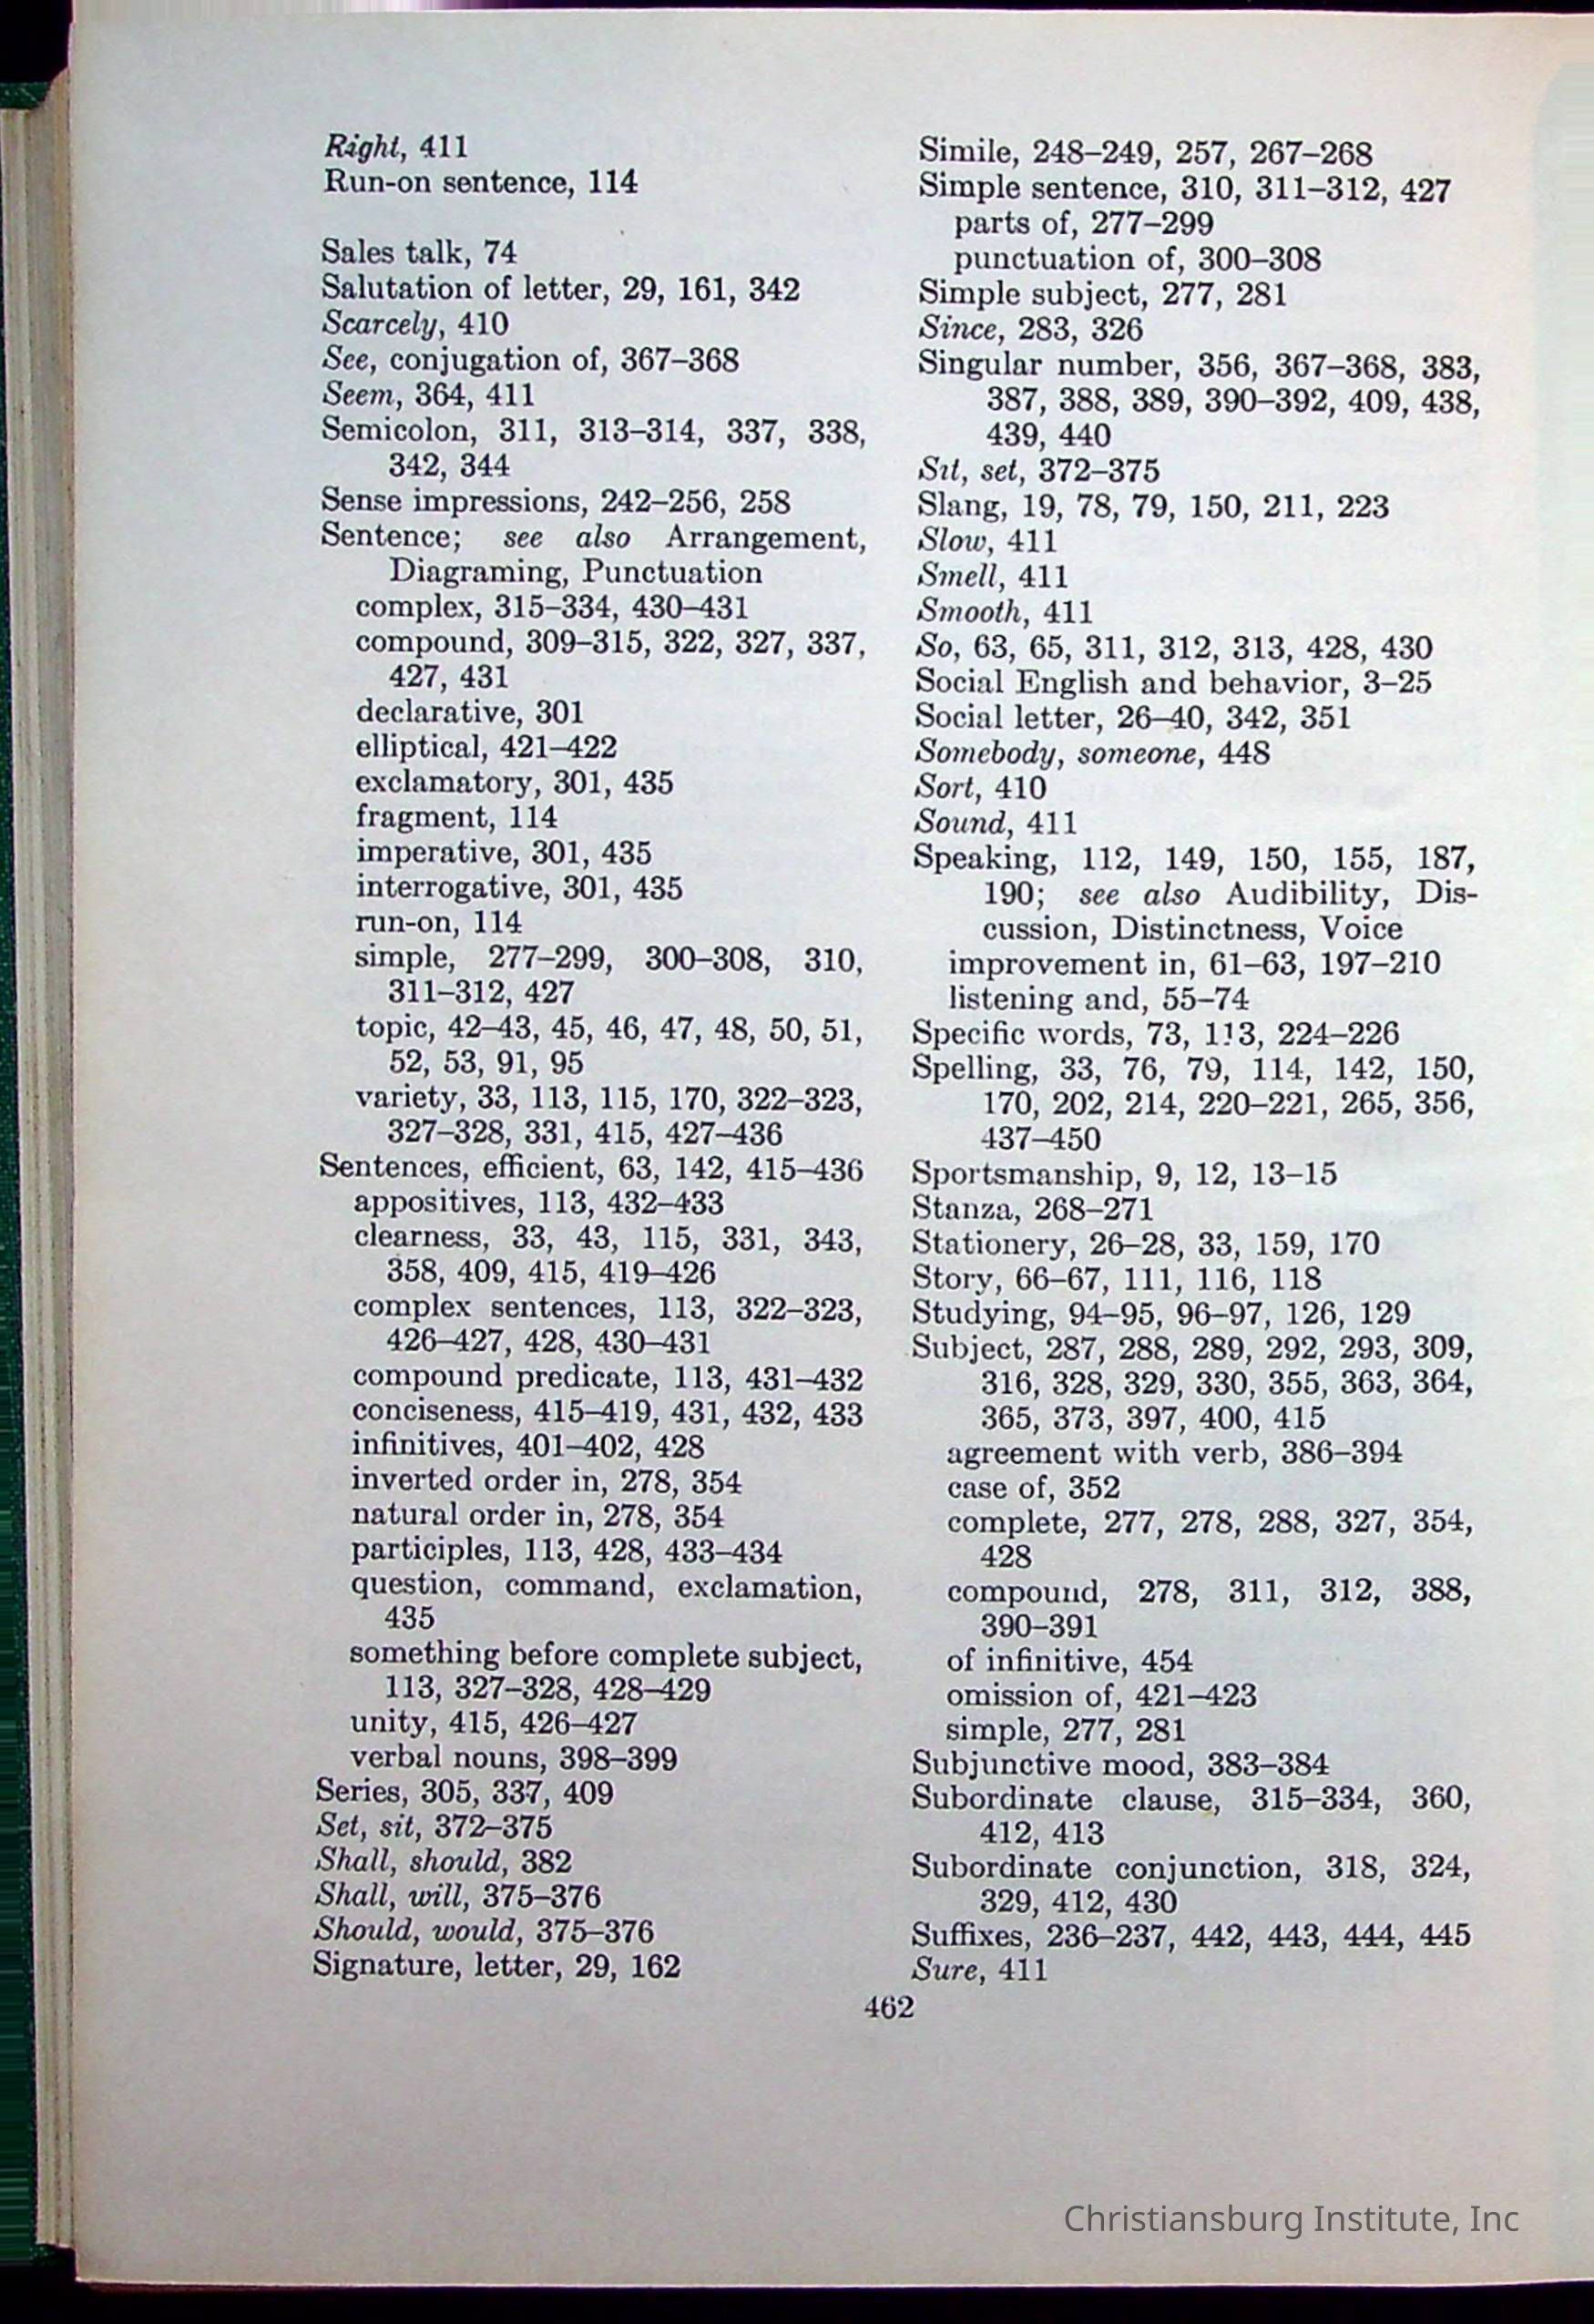 Right, 411
Run-on sentence, 114
Sales talk, 74
Salutation of letter, 29, 161, 342
Scarcely, 410
See, conjugation of, 367–368
Seem, 364, 411
Semicolon, 311, 313–314, 337, 338,
342, 344
Sense impressions, 242–256, 258
Sentence; see also Arrangement,
Diagraming, Punctuation
complex, 315–334, 430–431
compound, 309–315, 322, 327, 337,
427, 431
declarative, 301
elliptical, 421–422
exclamatory, 301, 435
fragment, 114
imperative, 301, 435
interrogative, 301, 435
run-on, 114
simple, 277–299, 300–308, 310,
311–312, 427
topic, 42–43, 45, 46, 47, 48, 50, 51,
52, 53, 91, 95
variety, 33, 113, 115, 170, 322–323,
327–328, 331, 415, 427–436
Sentences, efficient, 63, 142, 415–436
appositives, 113, 432–433
clearness, 33, 43, 115, 331, 343,
358, 409, 415, 419–426
complex sentences, 113, 322–323,
426–427, 428, 430–431
compound predicate, 113, 431–432
conciseness, 415–419, 431, 432, 433
infinitives, 401–402, 428
inverted order in, 278, 354
natural order in, 278, 354
participles, 113, 428, 433–434
question, command, exclamation,
435
something before complete subject,
113, 327–328, 428–429
unity, 415, 426–427
verbal nouns, 398–399
Series, 305, 337, 409
Set, sit, 372–375
Shall, should, 382
Shall, will, 375–376
Should, would, 375–376
Signature, letter, 29, 162
Simile, 248–249, 257, 267–268
Simple sentence, 310, 311–312, 427
parts of, 277–299
punctuation of, 300–308
Simple subject, 277, 281
Since, 283, 326
Singular number, 356, 367–368, 383,
387, 388, 389, 390–392, 409, 438,
439, 440
Sit, set, 372–375
Slang, 19, 78, 79, 150, 211, 223
Slow, 411
Smell, 411
Smooth, 411
So, 63, 65, 311, 312, 313, 428, 430
Social English and behavior, 3–25
Social letter, 26–40, 342, 351
Somebody, someone, 448
Sort, 410
Sound, 411
Speaking, 112, 149, 150, 155, 187,
190; see also Audibility, Dis-
cussion, Distinctness, Voice
improvement in, 61–63, 197–210
listening and, 55–74
Specific words, 73, 113, 224–226
Spelling, 33, 76, 79, 114, 142, 150,
170, 202, 214, 220–221, 265, 356,
437–450
Sportsmanship, 9, 12, 13–15
Stanza, 268–271
Stationery, 26–28, 33, 159, 170
Story, 66–67, 111, 116, 118
Studying, 94–95, 96–97, 126, 129
Subject, 287, 288, 289, 292, 293, 309,
316, 328, 329, 330, 355, 363, 364,
365, 373, 397, 400, 415
agreement with verb, 386–394
case of, 352
complete, 277, 278, 288, 327, 354,
428
compound, 278, 311, 312, 388,
390–391
of infinitive, 454
omission of, 421–423
simple, 277, 281
Subjunctive mood, 383–384
Subordinate clause, 315–334, 360,
412, 413
Subordinate conjunction, 318, 324,
329, 412, 430
Suffixes, 236–237, 442, 443, 444, 445
Sure, 411
462
Christiansburg Institute, Inc